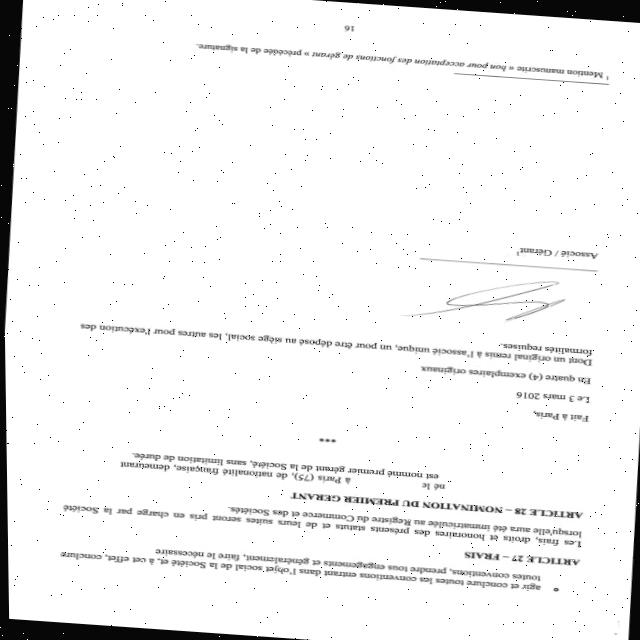 • agir et conclure toutes les conventions entrant dans l'objet social de la Société et, à cet effet, conclure
toutes conventions, prendre tous engagements et généralement, faire le nécessaire
ARTICLE 27 – FRAIS
Les frais, droits et honoraires des présents statuts et de leurs suites seront pris en charge par la Société
lorsqu'elle aura été immatriculée au Registre du Commerce et des Sociétés.
ARTICLE 28 – NOMINATION DU PREMIER GERANT
né le à Paris (75), de nationalité française, demeurant
est nommé premier gérant de la Société, sans limitation de durée.
***
Fait à Paris,
Le 3 mars 2016
En quatre (4) exemplaires originaux
Dont un original remis à l'associé unique, un pour être déposé au siège social, les autres pour l'exécution des
formalités requises.
Associé / Gérant¹
¹ Mention manuscrite « bon pour acceptation des fonctions de gérant » précédée de la signature.
16